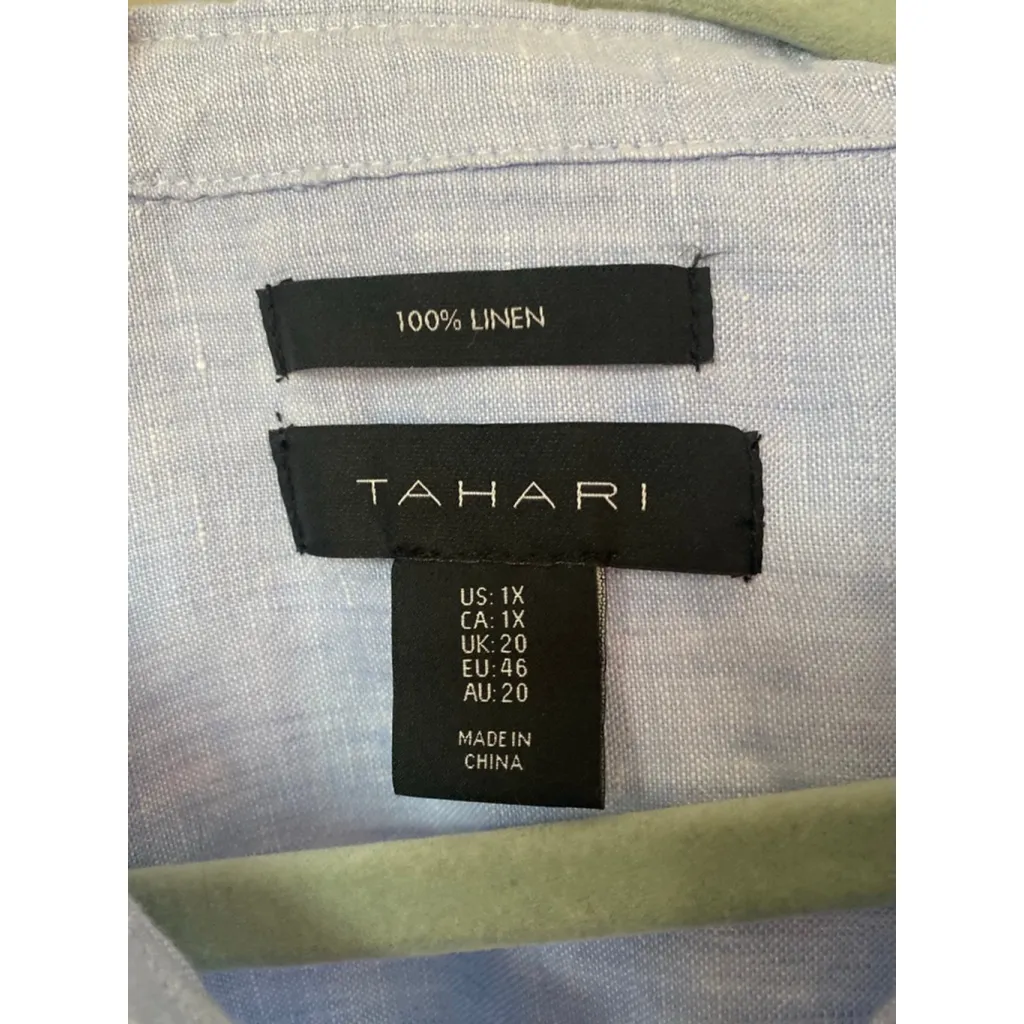 100% LINEN
TAHARI
US: 1X
CA: 1X
UK: 20
EU: 46
AU: 20
MADE IN
CHINA